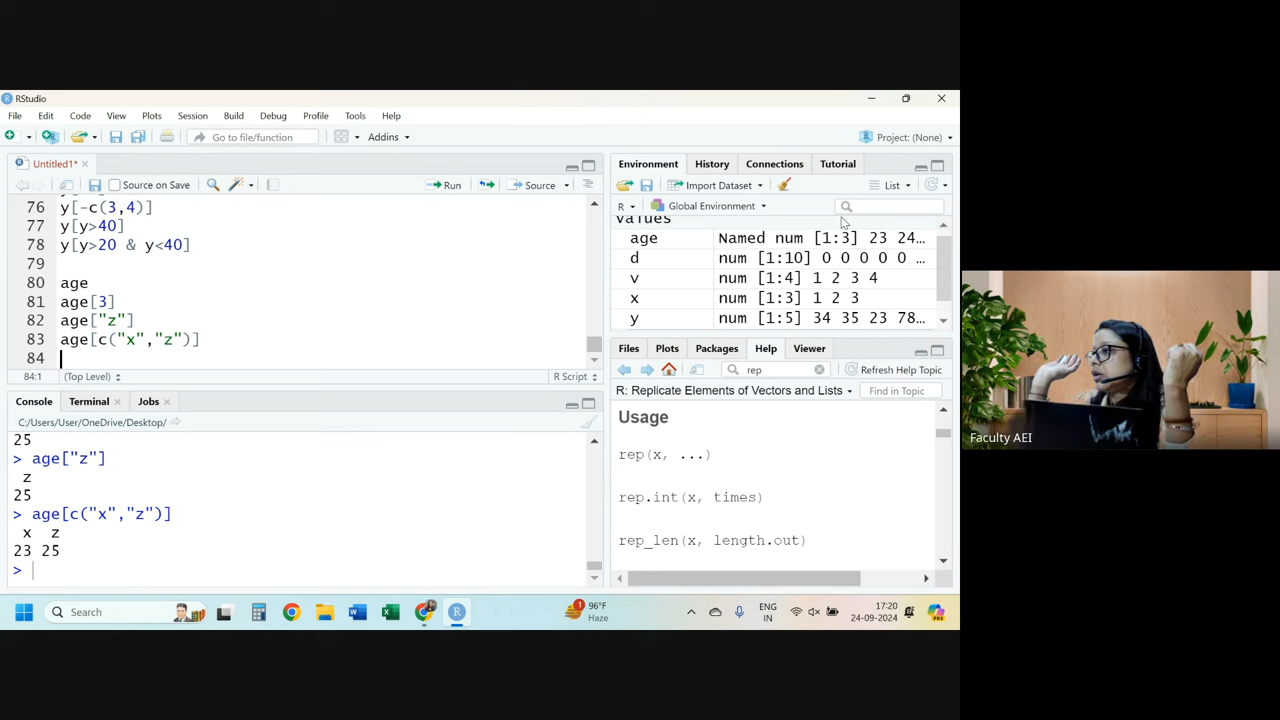 RStudio
File Edit Code View Plots Session Build Debug Profile Tools Help
Go to file/function Addins Project: (None)
Untitled1*
Source on Save Run Source
76 y[-c(3,4)]
77 y[y>40]
78 y[y>20 & y<40]
79
80 age
81 age[3]
82 age["z"]
83 age[c("x","z")]
84
84:1 (Top Level) R Script
Console Terminal Jobs
C:/Users/User/OneDrive/Desktop/
25
> age["z"]
z
25
> age[c("x","z")]
x z
23 25
>
Environment History Connections Tutorial
Import Dataset List
R Global Environment
Values
age Named num [1:3] 23 24…
d num [1:10] 0 0 0 0 0 …
v num [1:4] 1 2 3 4
x num [1:3] 1 2 3
y num [1:5] 34 35 23 78…
Files Plots Packages Help Viewer
rep Refresh Help Topic
R: Replicate Elements of Vectors and Lists Find in Topic
Usage
rep(x, ...)
rep.int(x, times)
rep_len(x, length.out)
Faculty AEI
Search
1
96°F
Haze
ENG
IN
17:20
24-09-2024